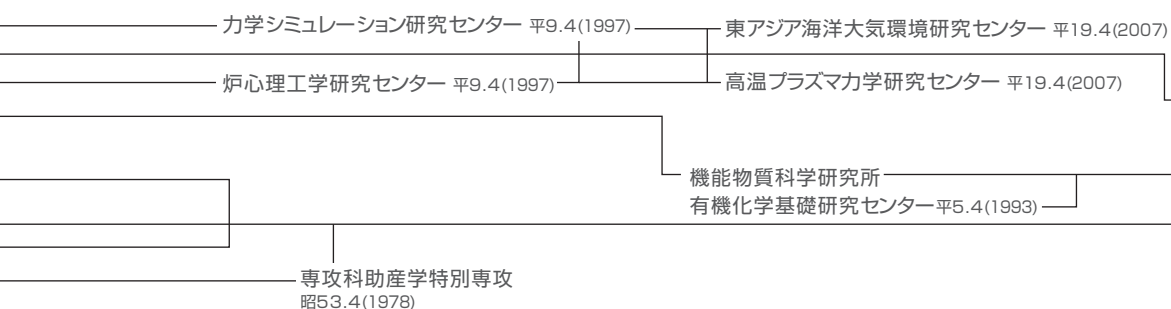 力学シミュレーション研究センター 平9.4(1997)
東アジア海洋大気環境研究センター 平19.4(2007)
炉心理工学研究センター 平9.4(1997)
高温プラズマ力学研究センター 平19.4(2007)
機能物質科学研究所
有機化学基礎研究センター平5.4(1993)
専攻科助産学特別専攻
昭53.4(1978)